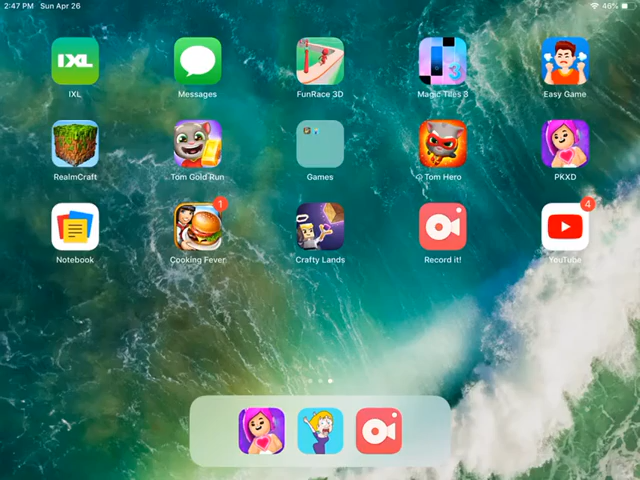 2:47 PM Sun Apr 26 46%
IXL
3
IXL Messages FunRace 3D Magic Tiles 3 Easy Game
RealmCraft Tom Gold Run Games Tom Hero PKXD
1 4
Notebook Cooking Fever Crafty Lands Record it! YouTube